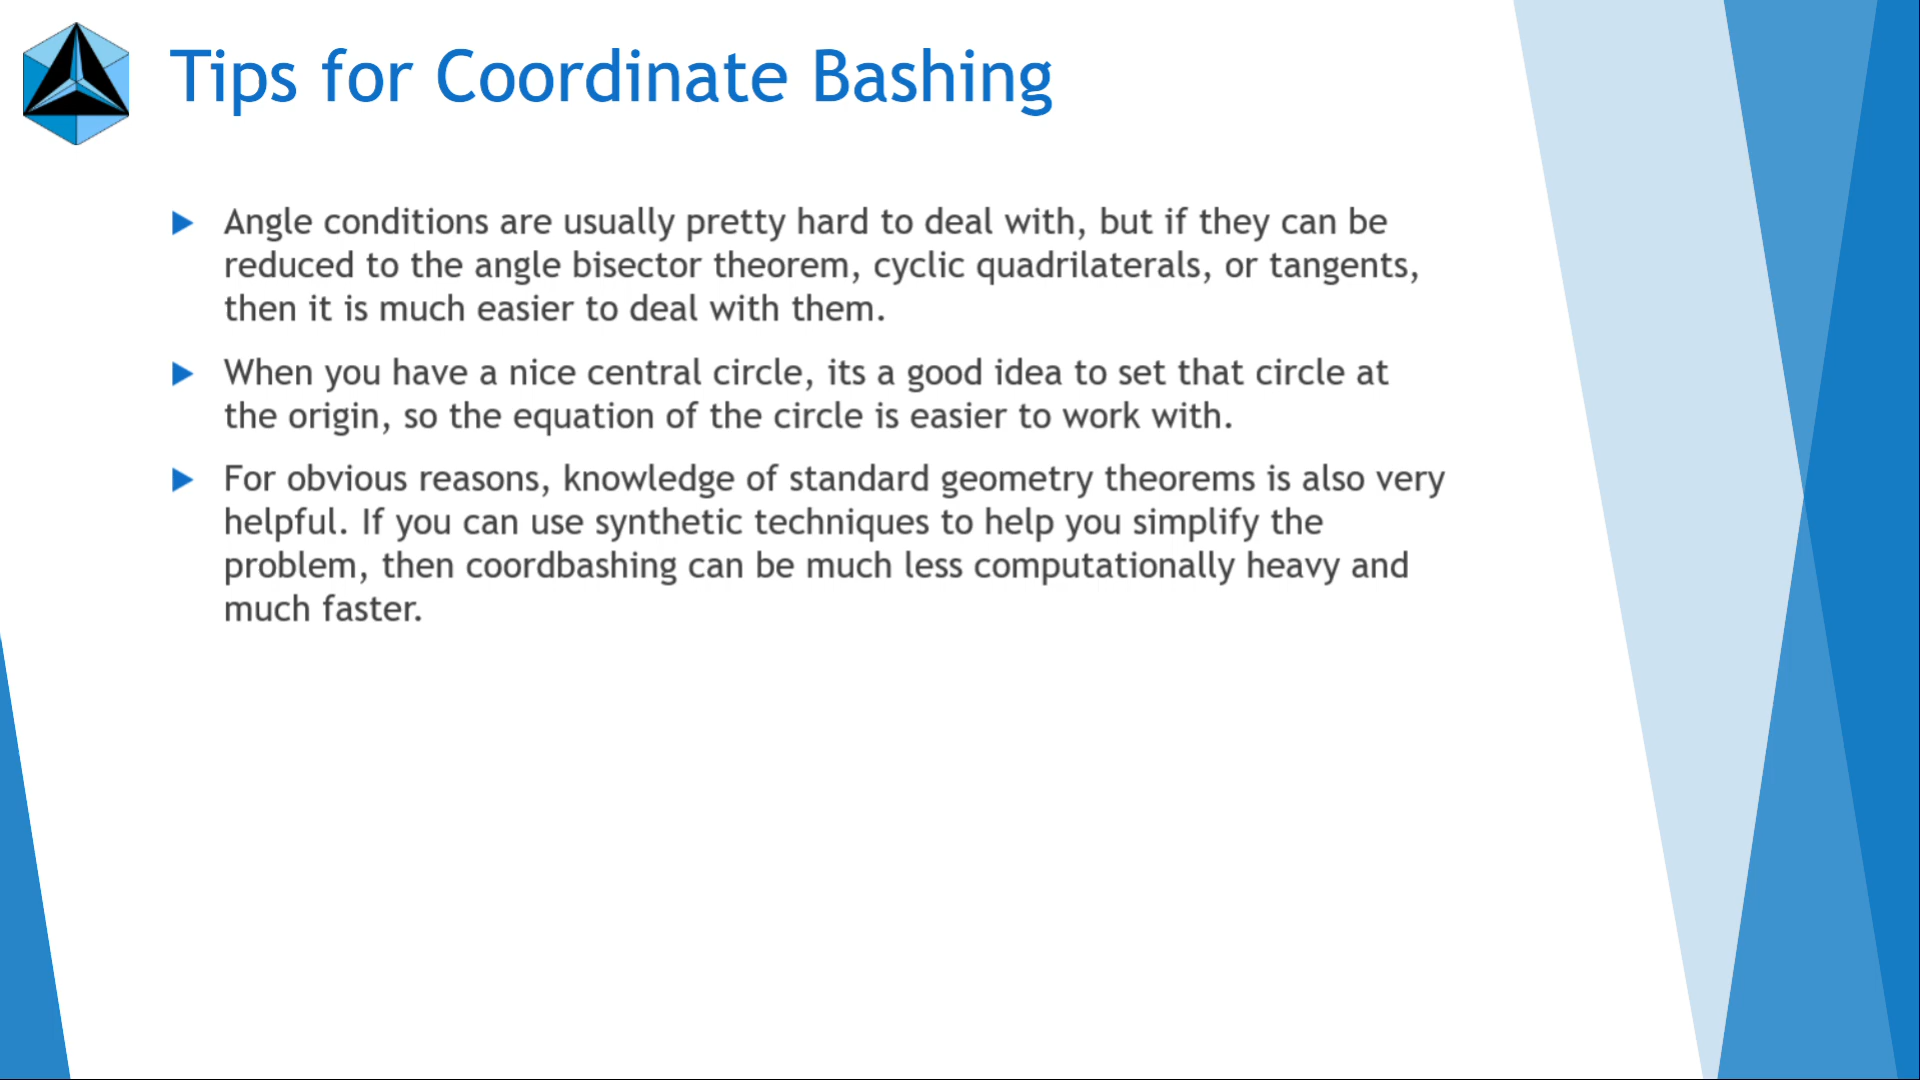 Tips for Coordinate Bashing
Angle conditions are usually pretty hard to deal with, but if they can be
reduced to the angle bisector theorem, cyclic quadrilaterals, or tangents,
then it is much easier to deal with them.
When you have a nice central circle, its a good idea to set that circle at
the origin, so the equation of the circle is easier to work with.
For obvious reasons, knowledge of standard geometry theorems is also very
helpful. If you can use synthetic techniques to help you simplify the
problem, then coordbashing can be much less computationally heavy and
much faster.